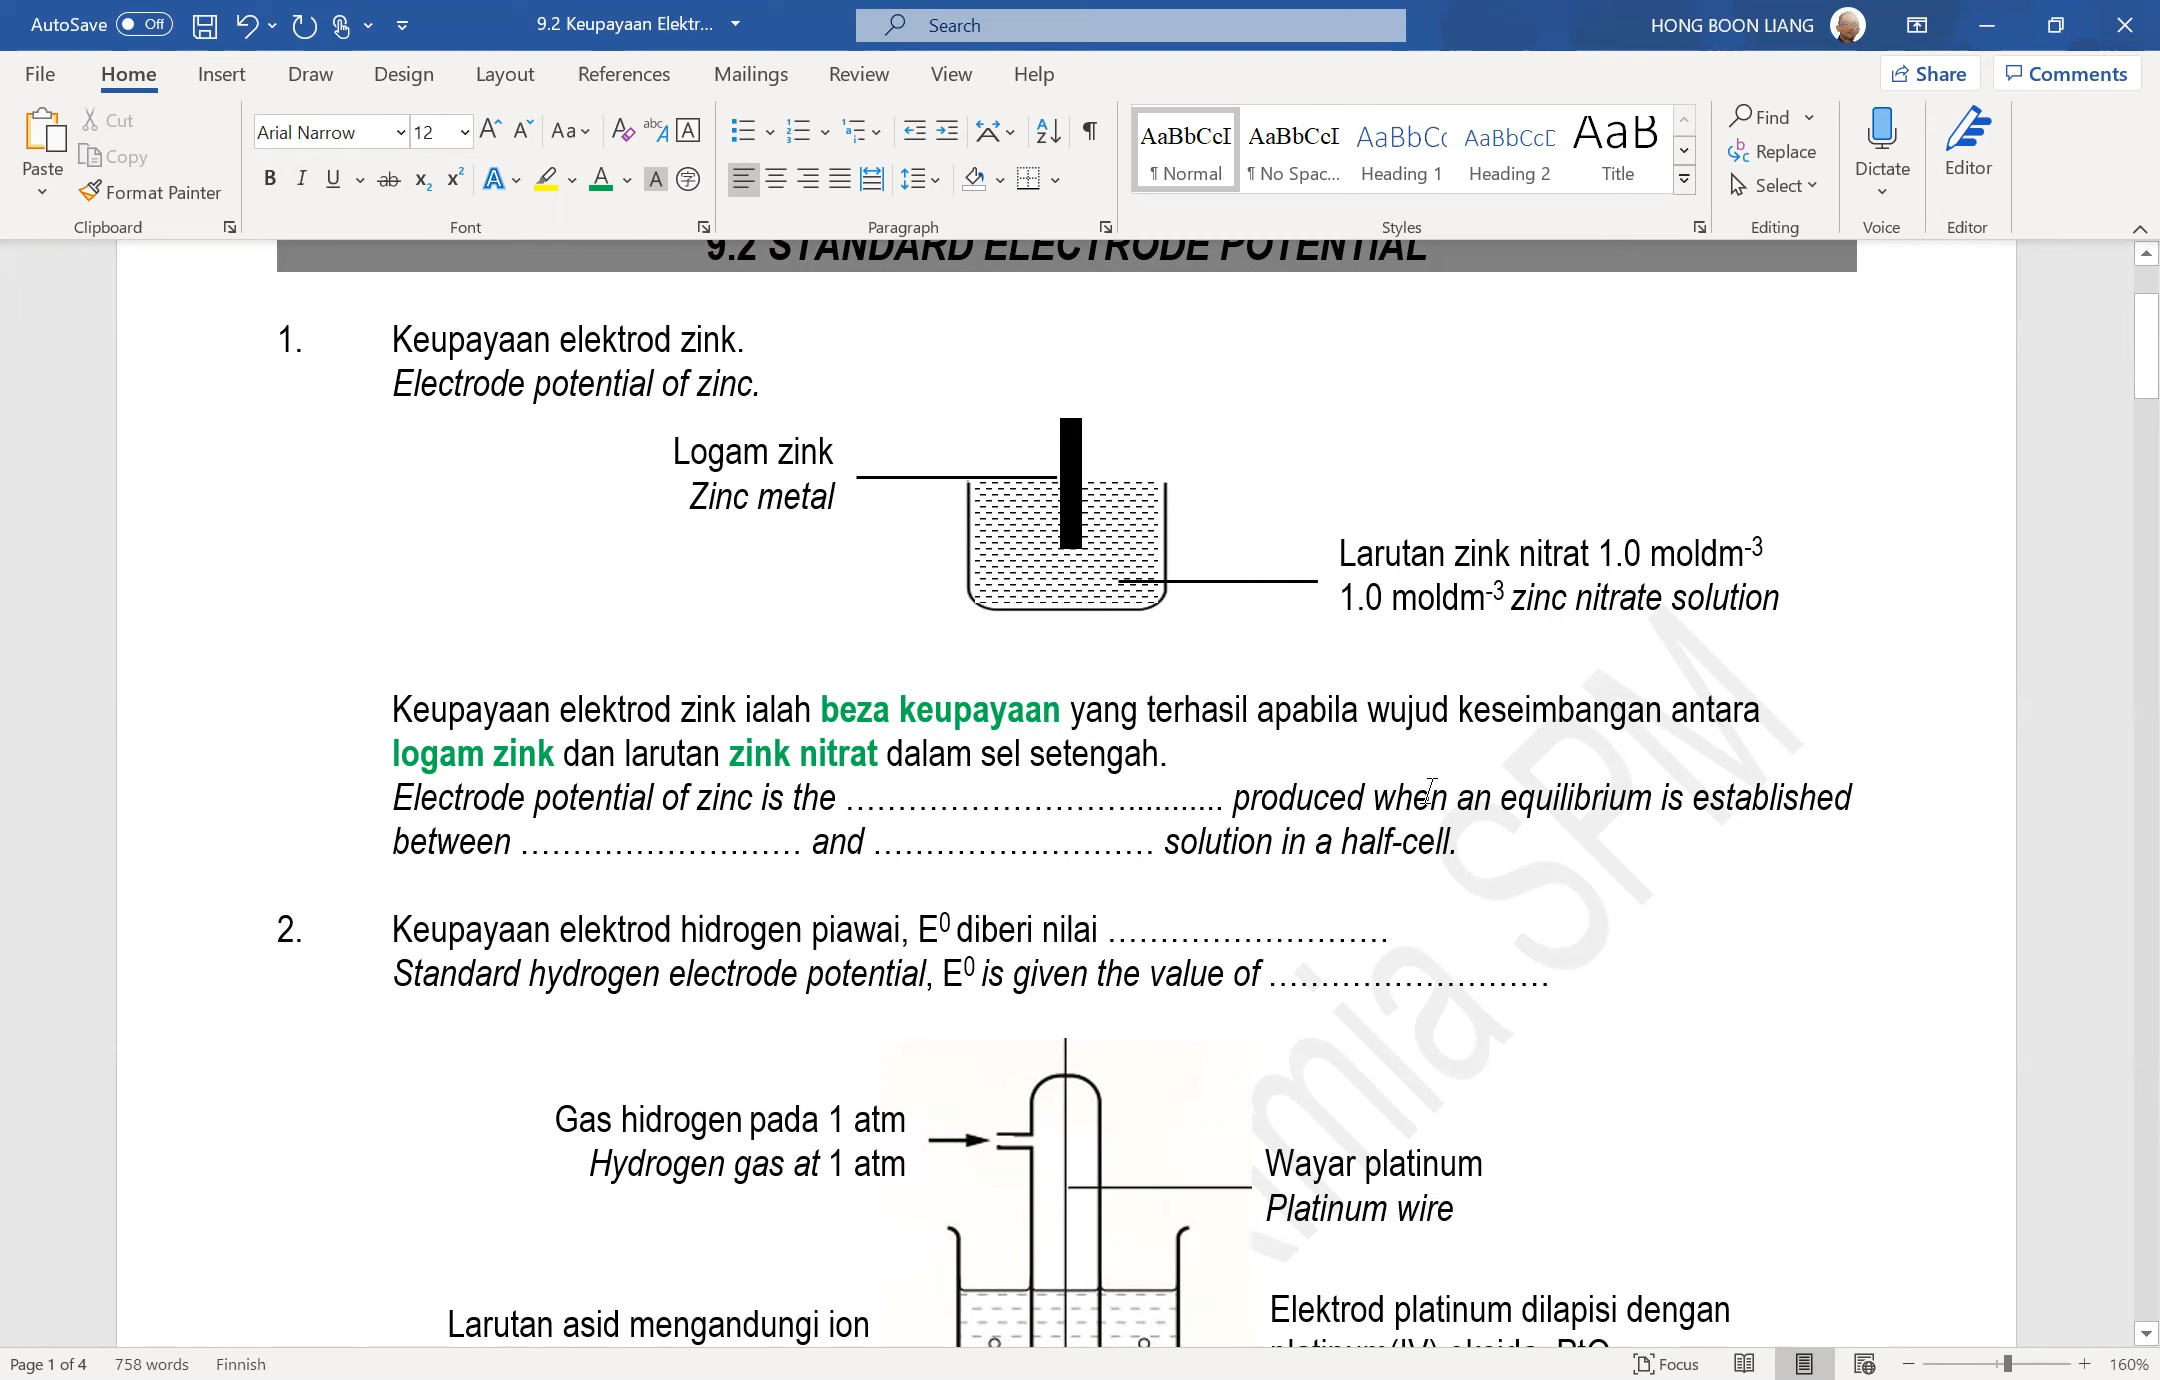 AutoSave Off 9.2 Keupayaan Elektr... Search HONG BOON LIANG
File Home Insert Draw Design Layout References Mailings Review View Help Share Comments
Paste Cut Copy Format Painter Clipboard
Arial Narrow 12 Font
Paragraph
AaBbCcI AaBbCcI AaBbCc AaBbCcD AaB
¶ Normal ¶ No Spac... Heading 1 Heading 2 Title
Styles
Find Replace Select Editing
Dictate Voice
Editor Editor
9.2 STANDARD ELECTRODE POTENTIAL
1. Keupayaan elektrod zink.
Electrode potential of zinc.
Logam zink
Zinc metal
Larutan zink nitrat 1.0 moldm-3
1.0 moldm-3 zinc nitrate solution
Keupayaan elektrod zink ialah beza keupayaan yang terhasil apabila wujud keseimbangan antara
logam zink dan larutan zink nitrat dalam sel setengah.
Electrode potential of zinc is the ………………………........... produced when an equilibrium is established
between ……………………… and ……………………… solution in a half-cell.
2. Keupayaan elektrod hidrogen piawai, E0 diberi nilai ………………………
Standard hydrogen electrode potential, E0 is given the value of ………………………
Gas hidrogen pada 1 atm
Hydrogen gas at 1 atm
Wayar platinum
Platinum wire
Larutan asid mengandungi ion
Elektrod platinum dilapisi dengan
mia SPM
Page 1 of 4 758 words Finnish Focus 160%